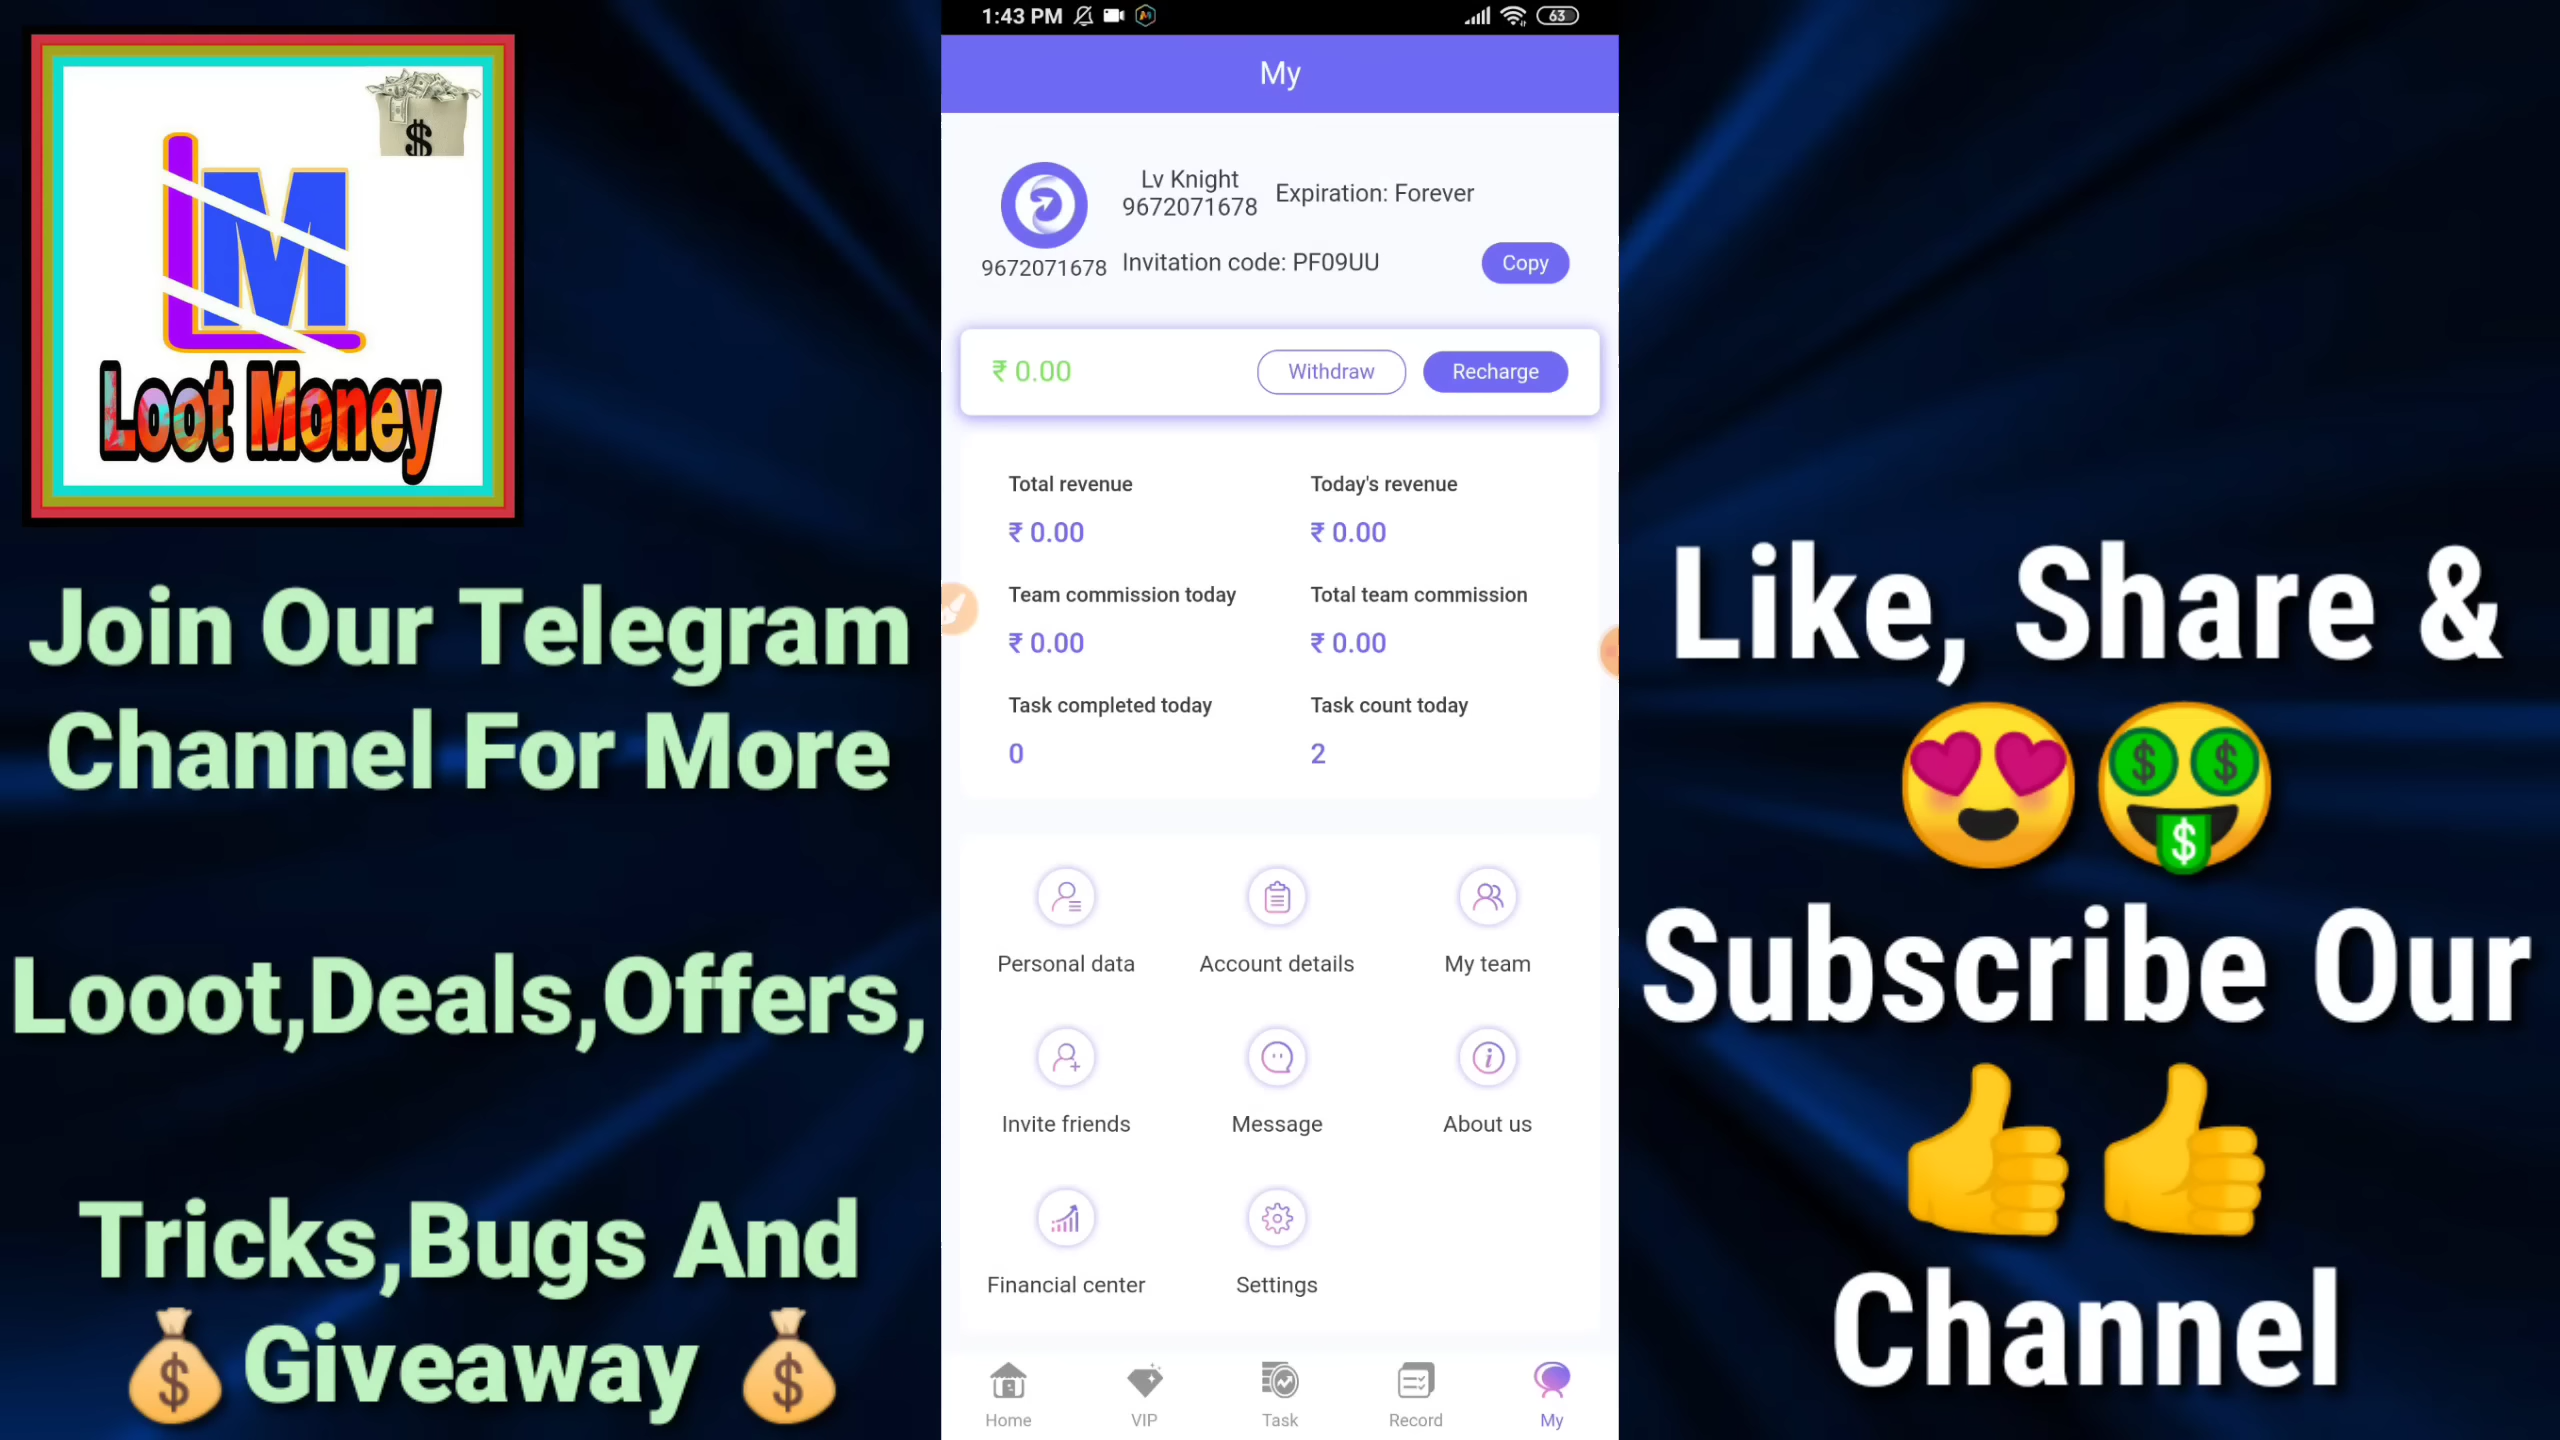 1:43 PM
63
My
$
LM
Loot Money
Lv Knight
9672071678
Expiration: Forever
9672071678
Invitation code: PF09UU
Copy
₹ 0.00
Withdraw
Recharge
Total revenue
Today's revenue
₹ 0.00
₹ 0.00
Team commission today
Total team commission
₹ 0.00
₹ 0.00
Task completed today
Task count today
0
2
Personal data
Account details
My team
Invite friends
Message
About us
Financial center
Settings
Home
VIP
Task
Record
My
Join Our Telegram
Channel For More
Looot,Deals,Offers,
Tricks,Bugs And
Giveaway
Like, Share &
Subscribe Our
Channel